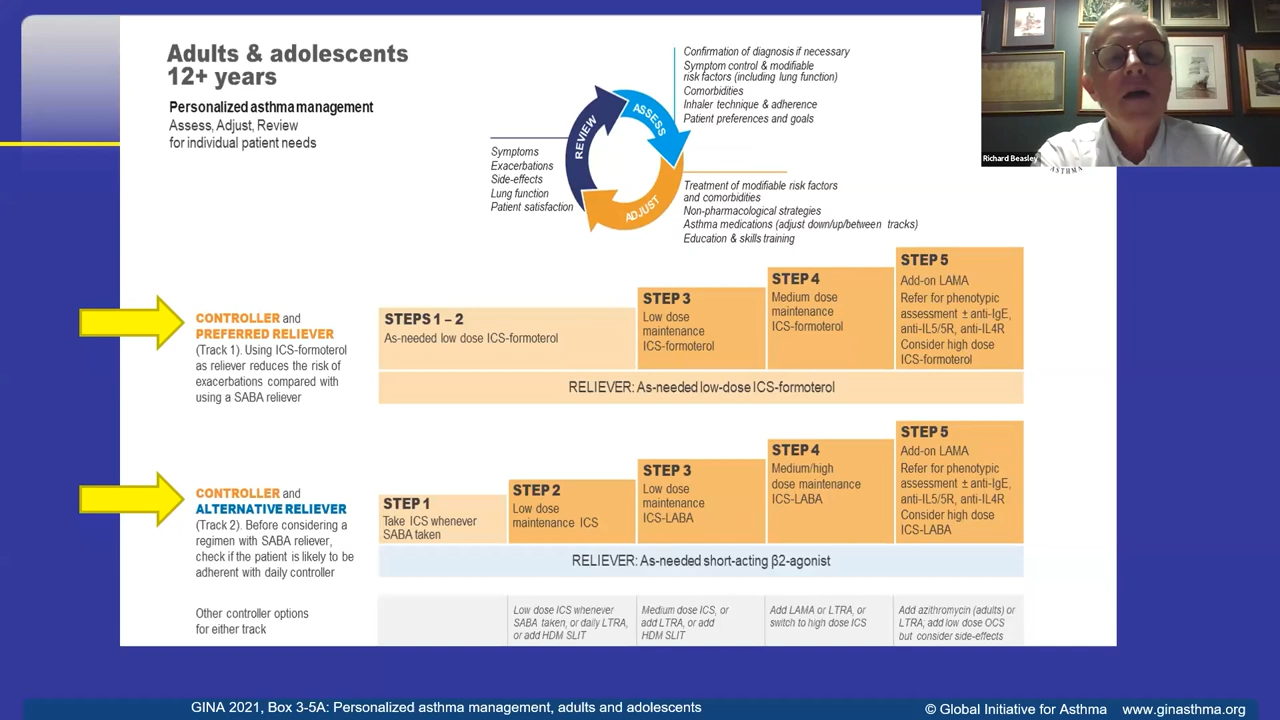 Adults & adolescents
12+ years
Personalized asthma management
Assess, Adjust, Review
for individual patient needs
REVIEW
ASSESS
ADJUST
Confirmation of diagnosis if necessary
Symptom control & modifiable
risk factors (including lung function)
Comorbidities
Inhaler technique & adherence
Patient preferences and goals
Symptoms
Exacerbations
Side-effects
Lung function
Patient satisfaction
Treatment of modifiable risk factors
and comorbidities
Non-pharmacological strategies
Asthma medications (adjust down/up/between tracks)
Education & skills training
Richard Beasley
ASTHMA
CONTROLLER and
PREFERRED RELIEVER
(Track 1). Using ICS-formoterol
as reliever reduces the risk of
exacerbations compared with
using a SABA reliever
STEPS 1 – 2
As-needed low dose ICS-formoterol
STEP 3
Low dose
maintenance
ICS-formoterol
STEP 4
Medium dose
maintenance
ICS-formoterol
STEP 5
Add-on LAMA
Refer for phenotypic
assessment ± anti-IgE,
anti-IL5/5R, anti-IL4R
Consider high dose
ICS-formoterol
RELIEVER: As-needed low-dose ICS-formoterol
CONTROLLER and
ALTERNATIVE RELIEVER
(Track 2). Before considering a
regimen with SABA reliever,
check if the patient is likely to be
adherent with daily controller
STEP 1
Take ICS whenever
SABA taken
STEP 2
Low dose
maintenance ICS
STEP 3
Low dose
maintenance
ICS-LABA
STEP 4
Medium/high
dose maintenance
ICS-LABA
STEP 5
Add-on LAMA
Refer for phenotypic
assessment ± anti-IgE,
anti-IL5/5R, anti-IL4R
Consider high dose
ICS-LABA
RELIEVER: As-needed short-acting β2-agonist
Other controller options
for either track
Low dose ICS whenever
SABA taken, or daily LTRA,
or add HDM SLIT
Medium dose ICS, or
add LTRA, or add
HDM SLIT
Add LAMA or LTRA, or
switch to high dose ICS
Add azithromycin (adults) or
LTRA; add low dose OCS
but consider side-effects
GINA 2021, Box 3-5A: Personalized asthma management, adults and adolescents
© Global Initiative for Asthma www.ginasthma.org